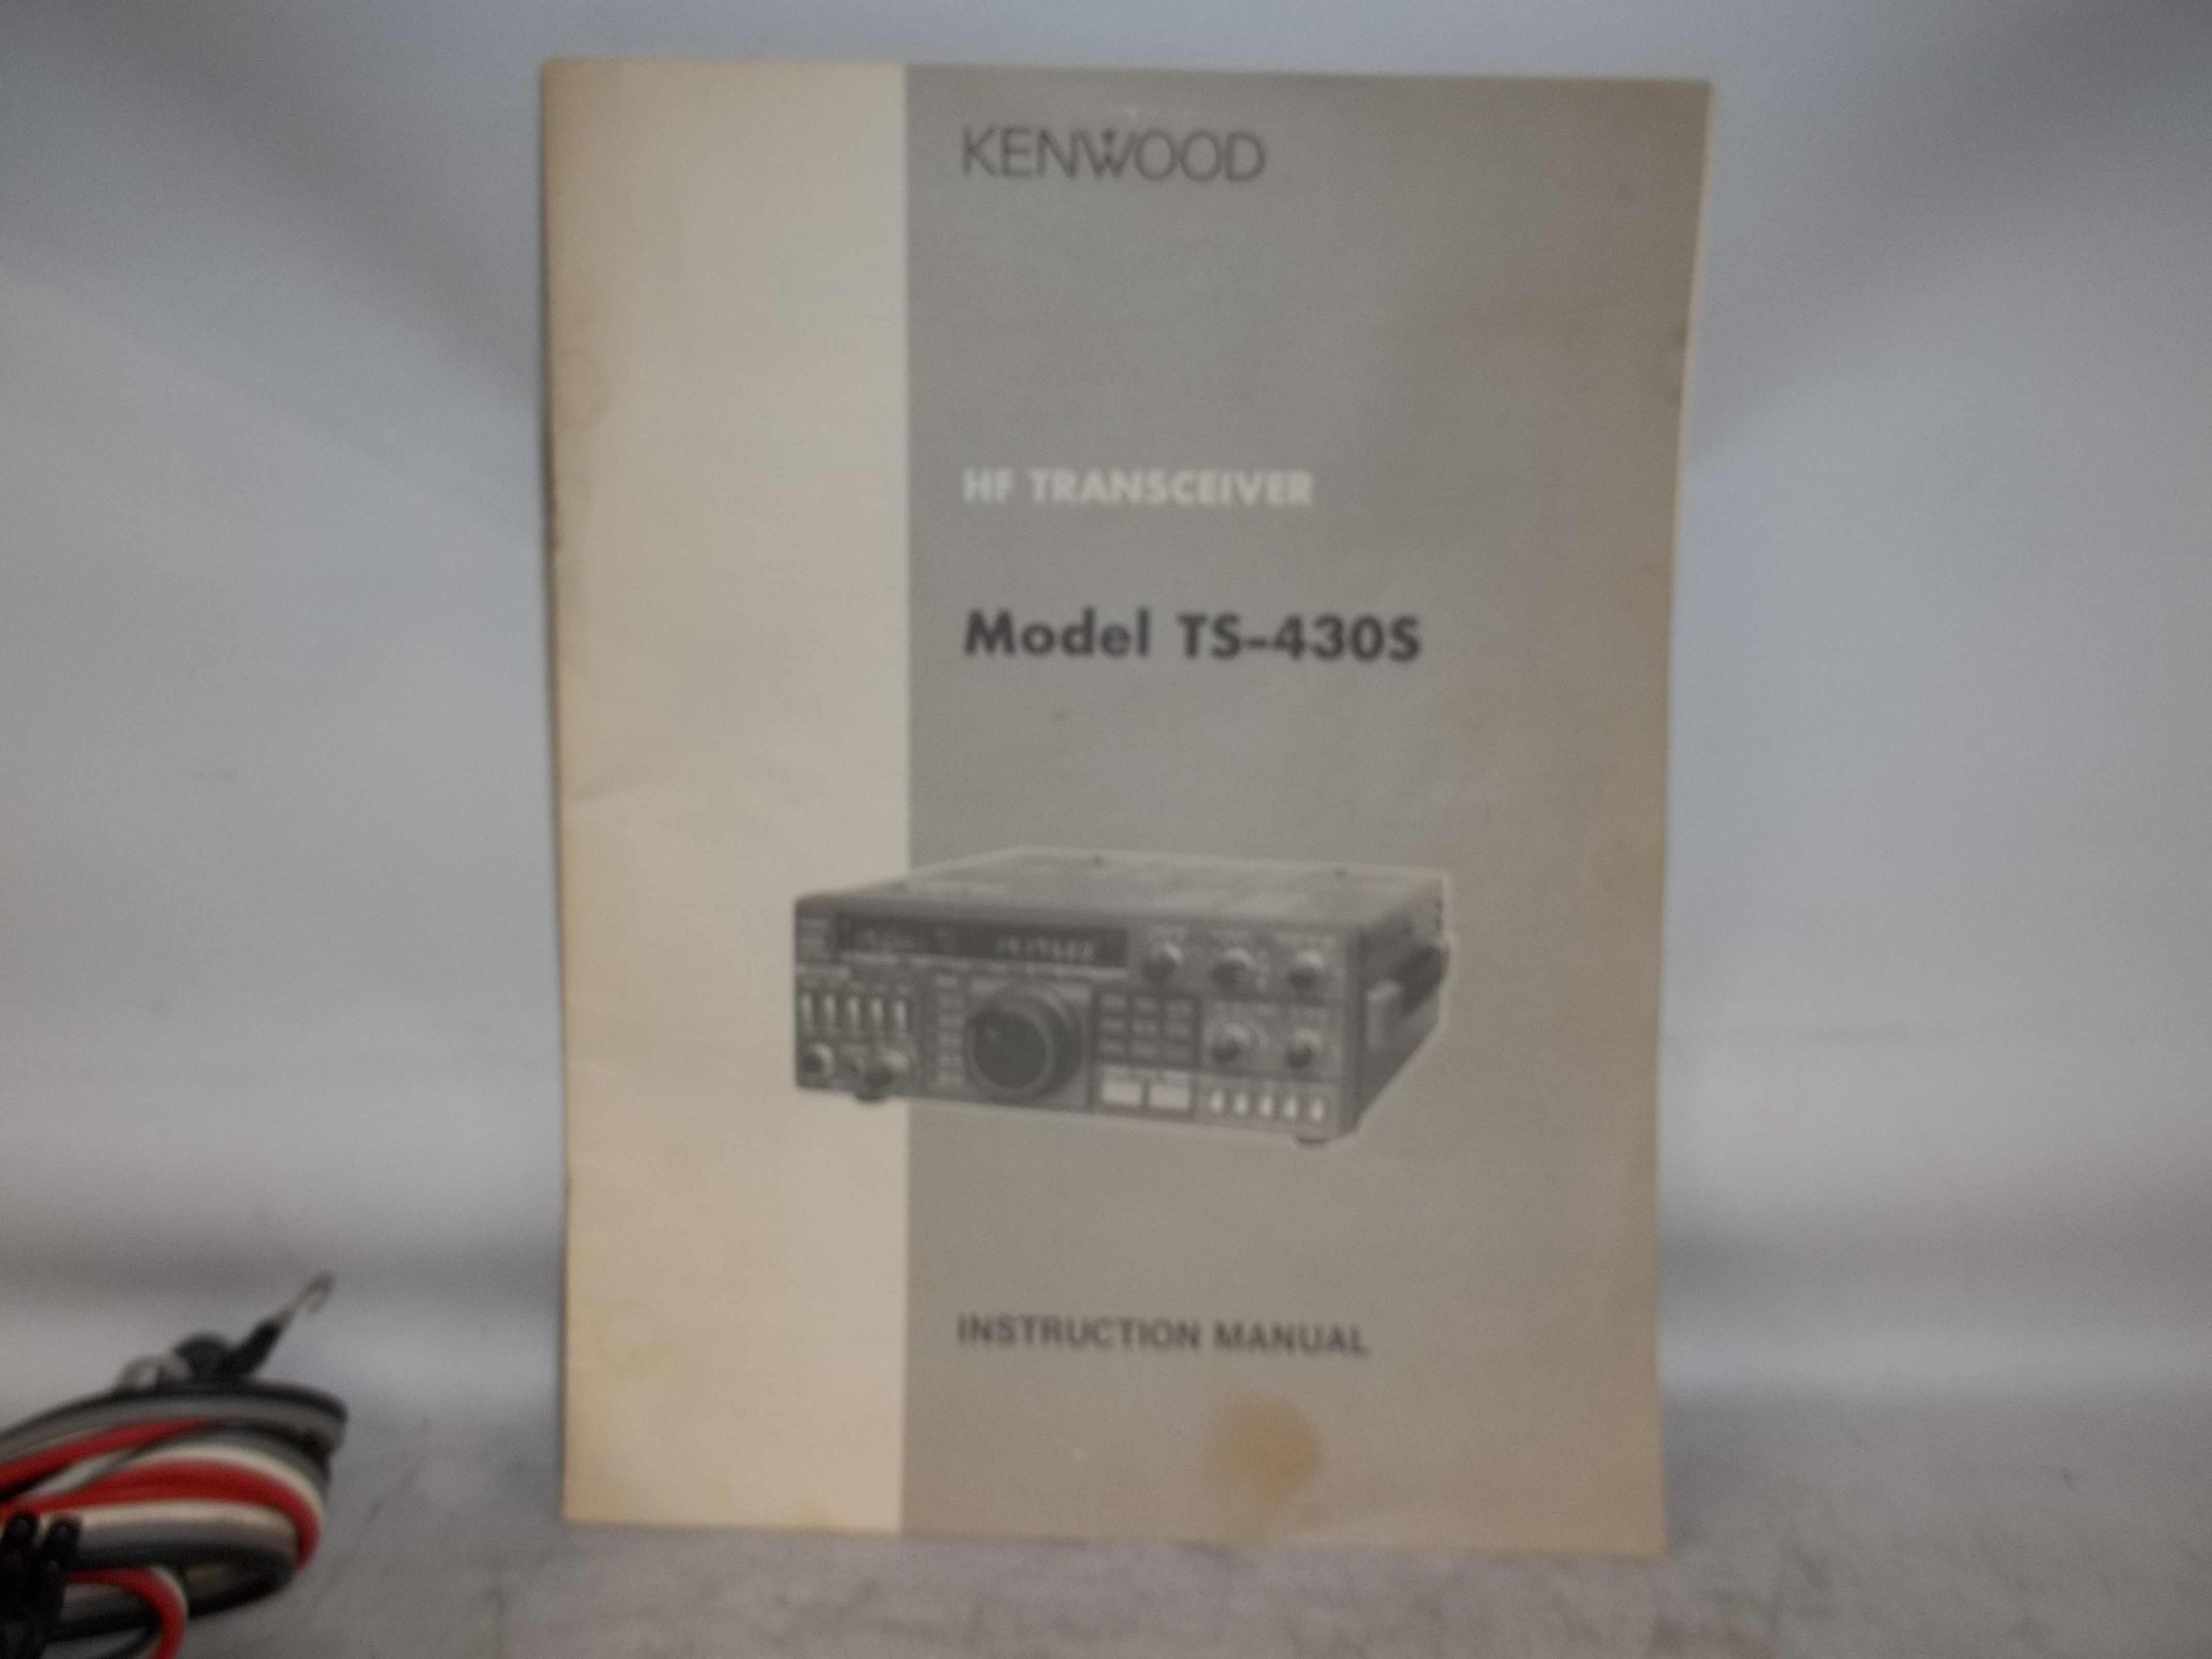 KENWOOD
HF TRANSCEIVER
Model TS-430S
INSTRUCTION MANUAL